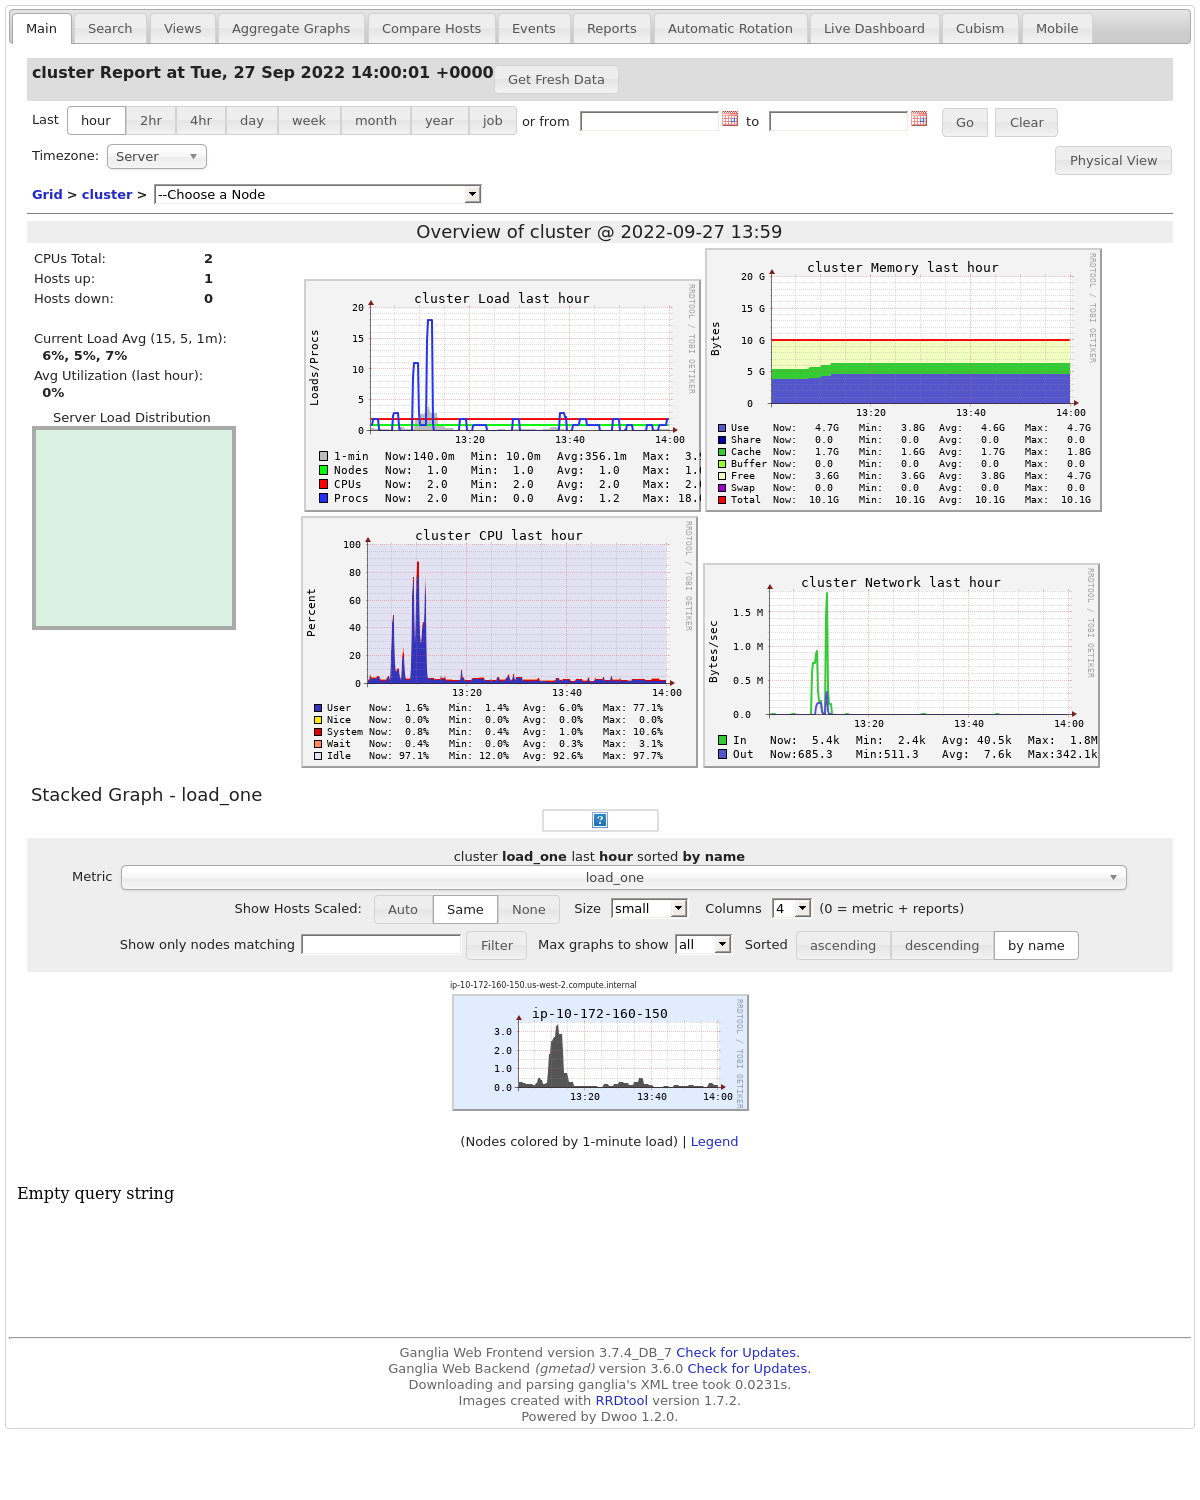 Main Search Views Aggregate Graphs Compare Hosts Events Reports Automatic Rotation Live Dashboard Cubism Mobile
cluster Report at Tue, 27 Sep 2022 14:00:01 +0000 Get Fresh Data
Last hour 2hr 4hr day week month year job or from to Go Clear
Timezone: Server
Physical View
Grid > cluster > --Choose a Node
Overview of cluster @ 2022-09-27 13:59
CPUs Total: 2
Hosts up: 1
Hosts down: 0
Current Load Avg (15, 5, 1m):
6%, 5%, 7%
Avg Utilization (last hour):
0%
Server Load Distribution
cluster Load last hour
RRDTOOL / TOBI OETIKER
Loads/Procs
20
15
10
5
0
13:20 13:40 14:00
1-min Now:140.0m Min: 10.0m Avg:356.1m Max: 3.
Nodes Now: 1.0 Min: 1.0 Avg: 1.0 Max: 1.
CPUs Now: 2.0 Min: 2.0 Avg: 2.0 Max: 2.
Procs Now: 2.0 Min: 0.0 Avg: 1.2 Max: 18.
cluster Memory last hour
RRDTOOL / TOBI OETIKER
Bytes
20 G
15 G
10 G
5 G
0
13:20 13:40 14:00
Use Now: 4.7G Min: 3.8G Avg: 4.6G Max: 4.7G
Share Now: 0.0 Min: 0.0 Avg: 0.0 Max: 0.0
Cache Now: 1.7G Min: 1.6G Avg: 1.7G Max: 1.8G
Buffer Now: 0.0 Min: 0.0 Avg: 0.0 Max: 0.0
Free Now: 3.6G Min: 3.6G Avg: 3.8G Max: 4.7G
Swap Now: 0.0 Min: 0.0 Avg: 0.0 Max: 0.0
Total Now: 10.1G Min: 10.1G Avg: 10.1G Max: 10.1G
cluster CPU last hour
RRDTOOL / TOBI OETIKER
Percent
100
80
60
40
20
0
13:20 13:40 14:00
User Now: 1.6% Min: 1.4% Avg: 6.0% Max: 77.1%
Nice Now: 0.0% Min: 0.0% Avg: 0.0% Max: 0.0%
System Now: 0.8% Min: 0.4% Avg: 1.0% Max: 10.6%
Wait Now: 0.4% Min: 0.0% Avg: 0.3% Max: 3.1%
Idle Now: 97.1% Min: 12.0% Avg: 92.6% Max: 97.7%
cluster Network last hour
RRDTOOL / TOBI OETIKER
Bytes/sec
1.5 M
1.0 M
0.5 M
0.0
13:20 13:40 14:00
In Now: 5.4k Min: 2.4k Avg: 40.5k Max: 1.8M
Out Now:685.3 Min:511.3 Avg: 7.6k Max:342.1k
Stacked Graph - load_one
?
cluster load_one last hour sorted by name
Metric load_one
Show Hosts Scaled: Auto Same None Size small Columns 4 (0 = metric + reports)
Show only nodes matching Filter Max graphs to show all Sorted ascending descending by name
ip-10-172-160-150.us-west-2.compute.internal
ip-10-172-160-150
RRDTOOL / TOBI OETIKER
3.0
2.0
1.0
0.0
13:20 13:40 14:00
(Nodes colored by 1-minute load) | Legend
Empty query string
Ganglia Web Frontend version 3.7.4_DB_7 Check for Updates.
Ganglia Web Backend (gmetad) version 3.6.0 Check for Updates.
Downloading and parsing ganglia's XML tree took 0.0231s.
Images created with RRDtool version 1.7.2.
Powered by Dwoo 1.2.0.